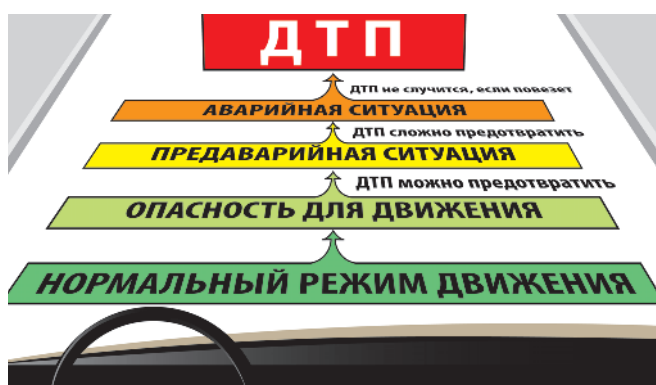 ДТП
ДТП не случится, если повезет
АВАРИЙНАЯ СИТУАЦИЯ
ДТП сложно предотвратить
ПРЕДАВАРИЙНАЯ СИТУАЦИЯ
ДТП можно предотвратить
ОПАСНОСТЬ ДЛЯ ДВИЖЕНИЯ
НОРМАЛЬНЫЙ РЕЖИМ ДВИЖЕНИЯ